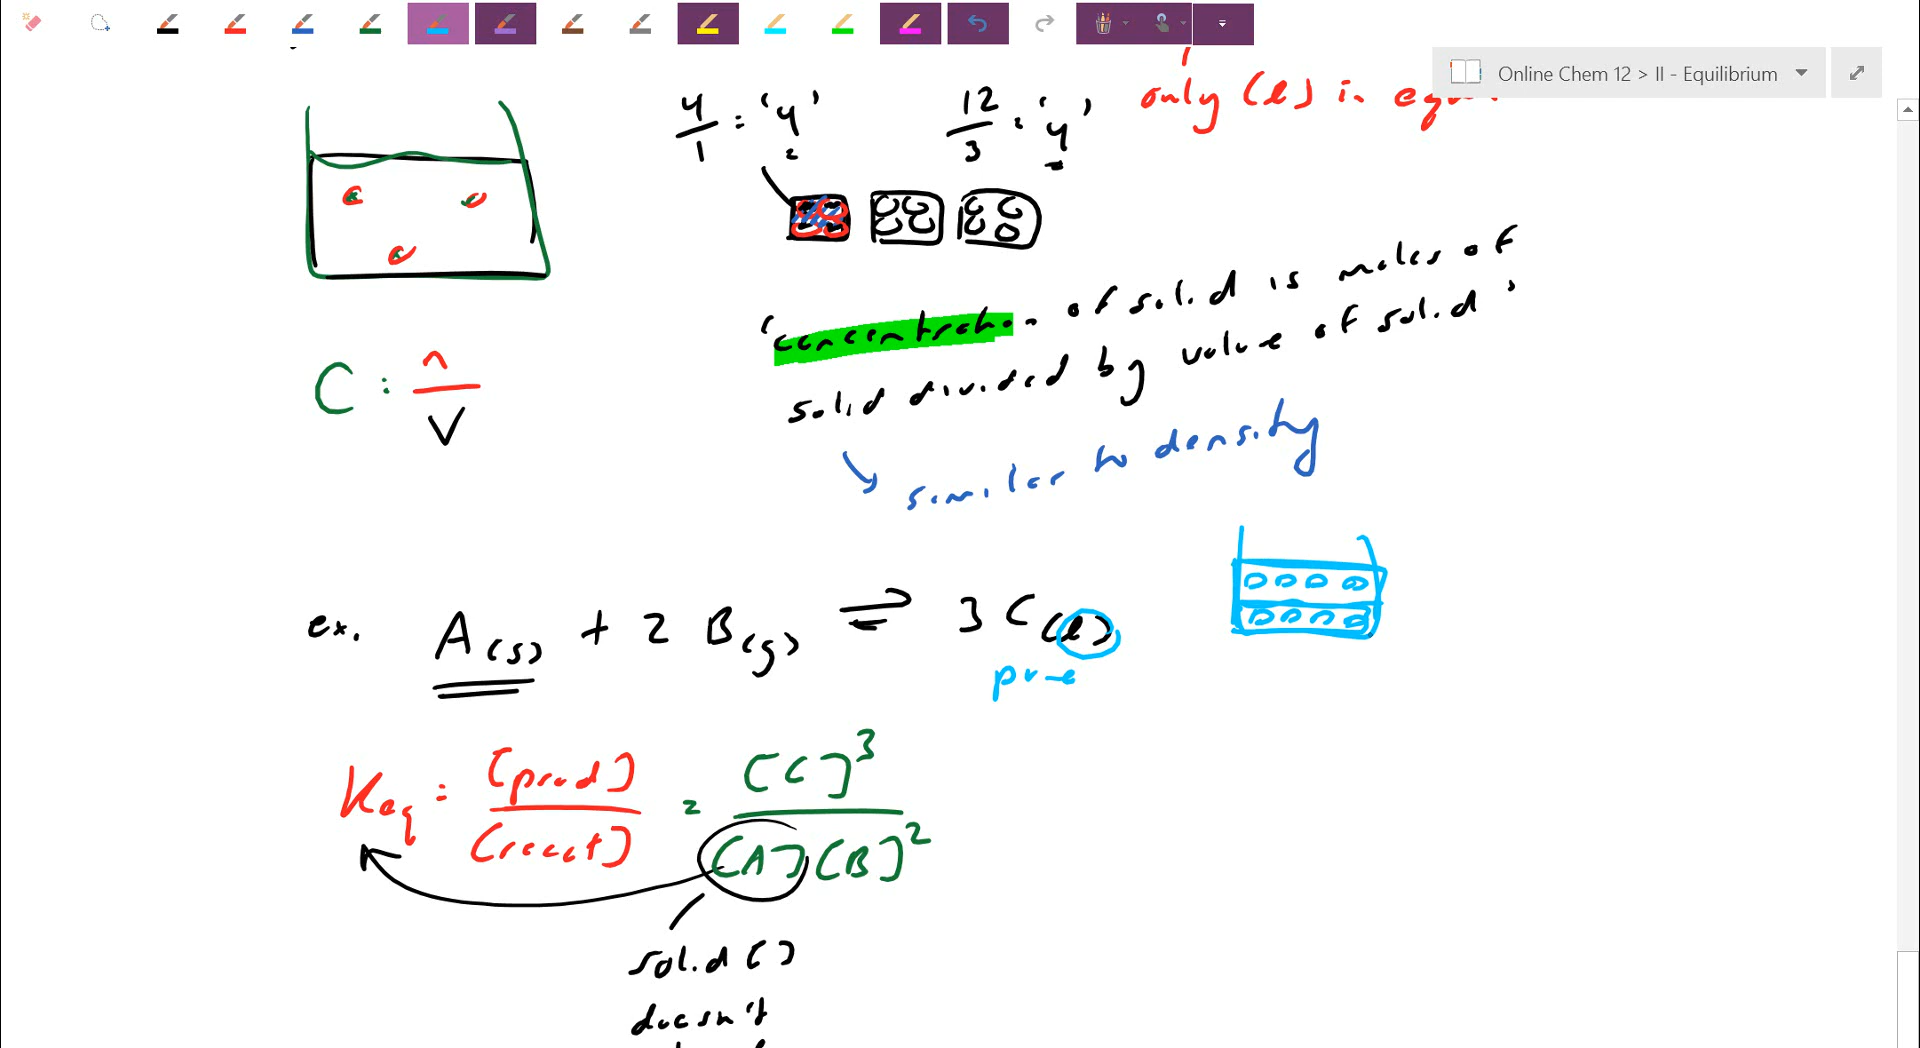 Online Chem 12 > II - Equilibrium
only (l) in
4/1 = '4' 12/3 = '4'
'concentration of solid is moles of
solid divided by volume of solid'
C = n/V
similar to density
ex. A(s) + 2 B(g) ⇌ 3 C(l)
pure
Keq = [prod]/[react] = [C]^3/[A][B]^2
solid []
doesn't